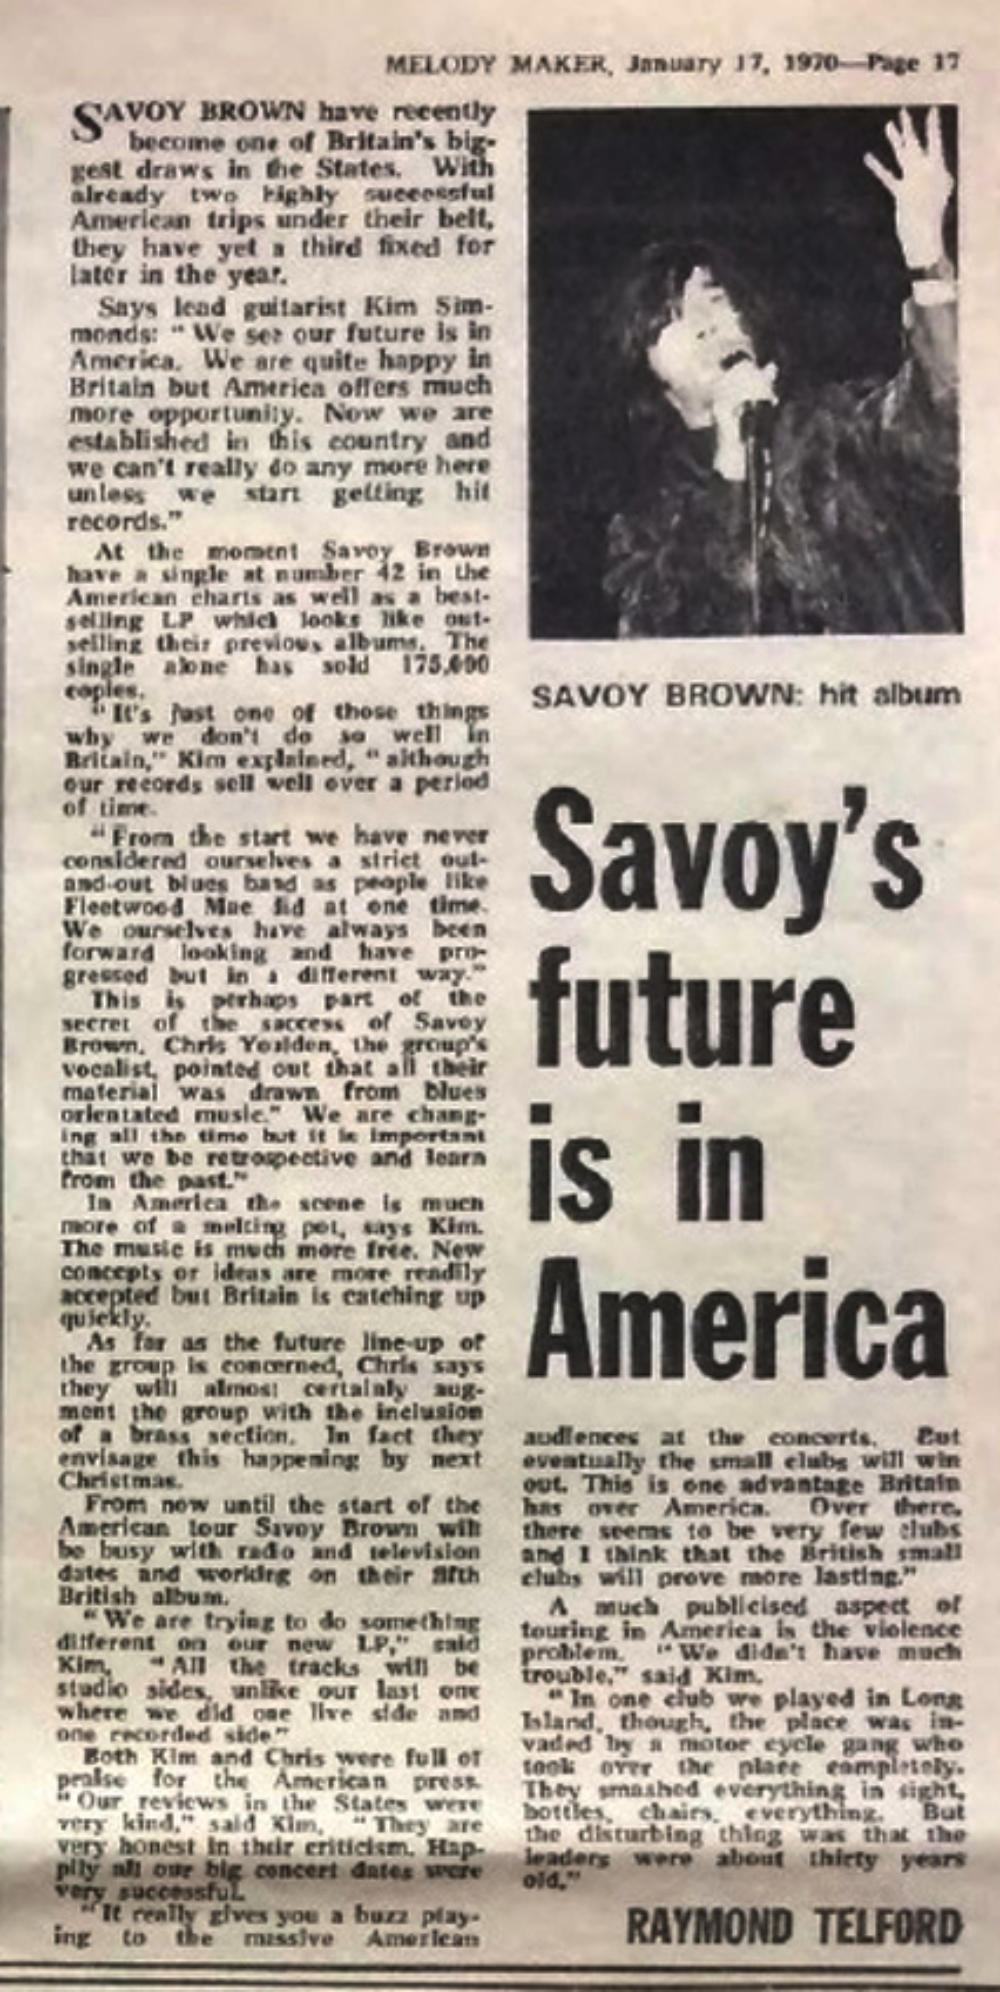 MELODY MAKER, January 17, 1970—Page 17
SAVOY BROWN have recently
become one of Britain's big-
gest draws in the States. With
already two highly successful
American trips under their belt,
they have yet a third fixed for
later in the year.
Says lead guitarist Kim Sim-
monds: "We see our future is in
America. We are quite happy in
Britain but America offers much
more opportunity. Now we are
established in this country and
we can't really do any more here
unless we start getting hit
records."
At the moment Savoy Brown
have a single at number 42 in the
American charts as well as a best-
selling LP which looks like out-
selling their previous albums. The
single alone has sold 175,000
copies.
"It's just one of those things
why we don't do so well in
Britain," Kim explained, "although
our records sell well over a period
of time.
"From the start we have never
considered ourselves a strict out-
and-out blues band as people like
Fleetwood Mac did at one time.
We ourselves have always been
forward looking and have pro-
gressed but in a different way."
This is perhaps part of the
secret of the success of Savoy
Brown. Chris Youlden, the group's
vocalist, pointed out that all their
material was drawn from blues
orientated music." We are chang-
ing all the time but it is important
that we be retrospective and learn
from the past."
In America the scene is much
more of a melting pot, says Kim.
The music is much more free. New
concepts or ideas are more readily
accepted but Britain is catching up
quickly.
As far as the future line-up of
the group is concerned, Chris says
they will almost certainly aug-
ment the group with the inclusion
of a brass section. In fact they
envisage this happening by next
Christmas.
From now until the start of the
American tour Savoy Brown will
be busy with radio and television
dates and working on their fifth
British album.
"We are trying to do something
different on our new LP," said
Kim, "All the tracks will be
studio sides, unlike our last one
where we did one live side and
one recorded side"
Both Kim and Chris were full of
praise for the American press.
"Our reviews in the States were
very kind," said Kim, "They are
very honest in their criticism. Hap-
pily all our big concert dates were
very successful.
"It really gives you a buzz play-
ing to the massive American
SAVOY BROWN: hit album
Savoy's
future
is in
America
audiences at the concerts. But
eventually the small clubs will win
out. This is one advantage Britain
has over America. Over there,
there seems to be very few clubs
and I think that the British small
clubs will prove more lasting."
A much publicised aspect of
touring in America is the violence
problem. "We didn't have much
trouble," said Kim.
"In one club we played in Long
Island, though, the place was in-
vaded by a motor cycle gang who
took over the place completely.
They smashed everything in sight,
bottles, chairs, everything. But
the disturbing thing was that the
leaders were about thirty years
old."
RAYMOND TELFORD